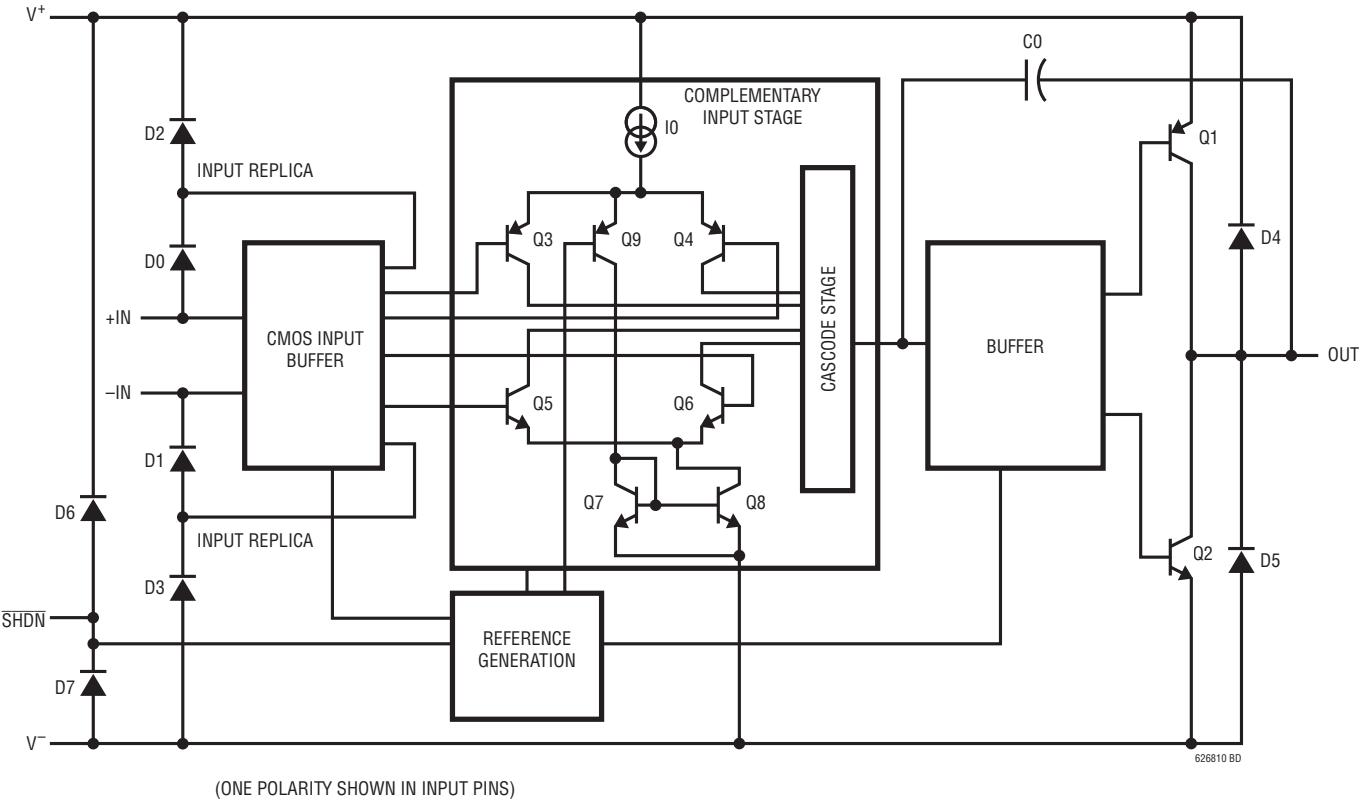 V+
C0
COMPLEMENTARY
INPUT STAGE
I0
D2
Q1
INPUT REPLICA
Q3
Q9
Q4
D4
D0
+IN
CMOS INPUT
BUFFER
CASCODE STAGE
BUFFER
OUT
–IN
Q5
Q6
D1
Q7
Q8
D6
INPUT REPLICA
Q2
D5
D3
SHDN
REFERENCE
GENERATION
D7
V–
626810 BD
(ONE POLARITY SHOWN IN INPUT PINS)